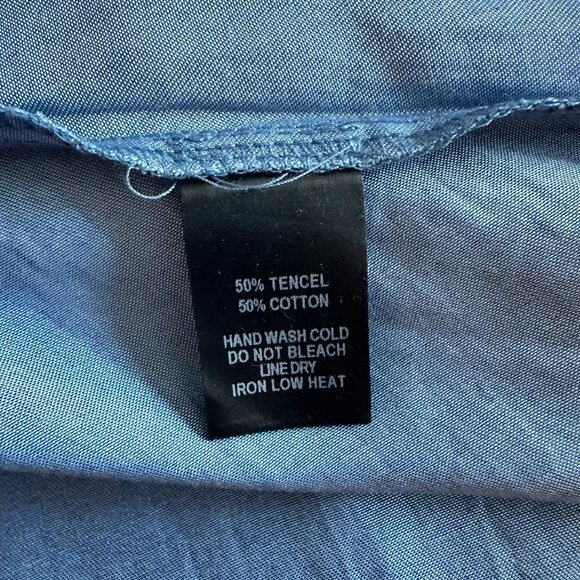 50% TENCEL
50% COTTON
HAND WASH COLD
DO NOT BLEACH
LINE DRY
IRON LOW HEAT